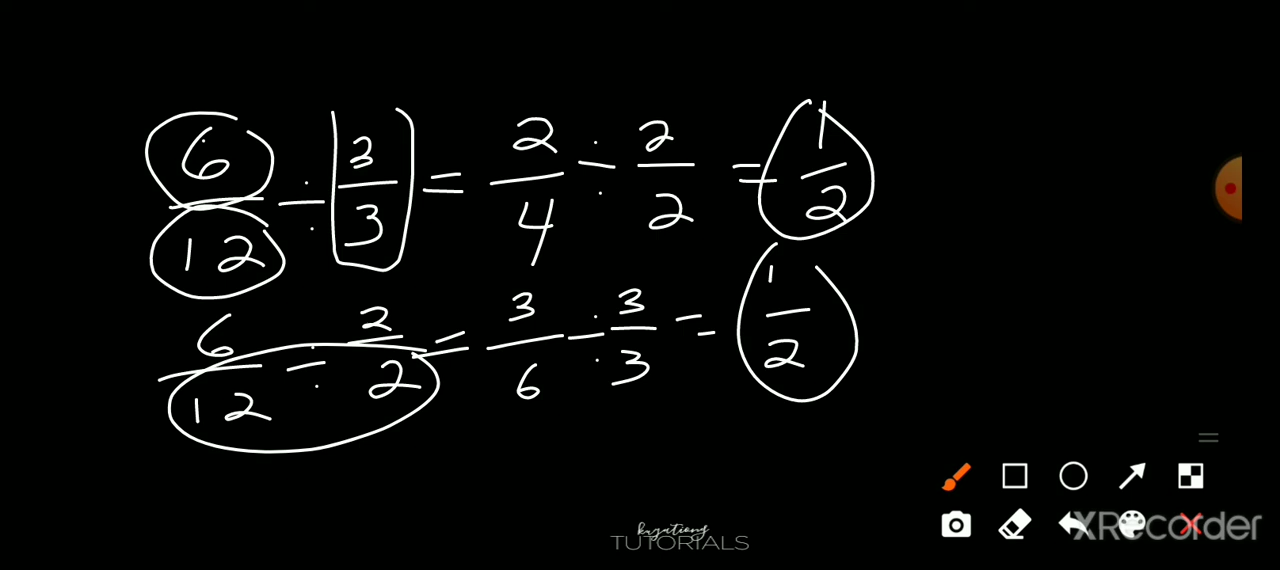 6/12 ÷ 3/3 = 2/4 ÷ 2/2 = 1/2
6/12 ÷ 2/2 = 3/6 ÷ 3/3 = 1/2
XRecorder
kazationg
TUTORIALS